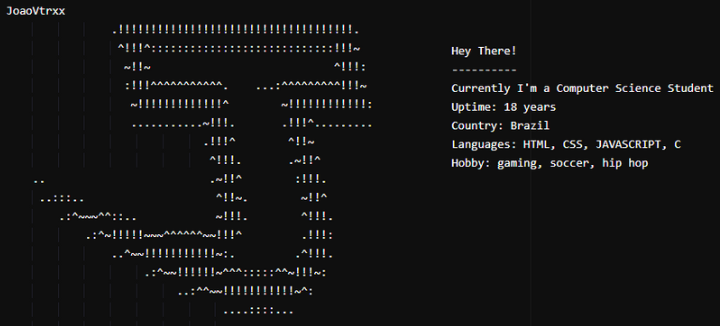 JoaoVtrxx
Hey There!
----------
Currently I'm a Computer Science Student
Uptime: 18 years
Country: Brazil
Languages: HTML, CSS, JAVASCRIPT, C
Hobby: gaming, soccer, hip hop